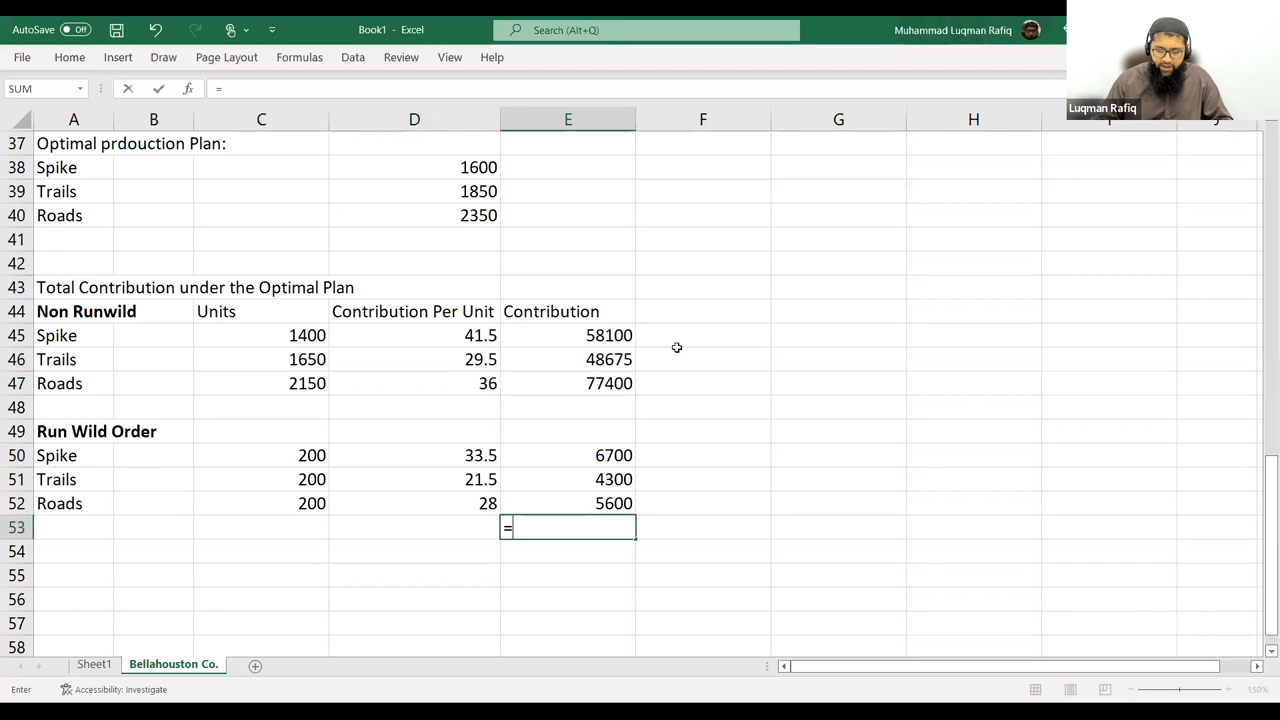 AutoSave Off Book1 - Excel Search (Alt+Q) Muhammad Luqman Rafiq
File Home Insert Draw Page Layout Formulas Data Review View Help
Luqman Rafiq
SUM fx =
A B C D E F G H
37 Optimal prdouction Plan:
38 Spike 1600
39 Trails 1850
40 Roads 2350
41
42
43 Total Contribution under the Optimal Plan
44 Non Runwild Units Contribution Per Unit Contribution
45 Spike 1400 41.5 58100
46 Trails 1650 29.5 48675
47 Roads 2150 36 77400
48
49 Run Wild Order
50 Spike 200 33.5 6700
51 Trails 200 21.5 4300
52 Roads 200 28 5600
53 =
54
55
56
57
58
Sheet1 Bellahouston Co.
Enter Accessibility: Investigate 150%